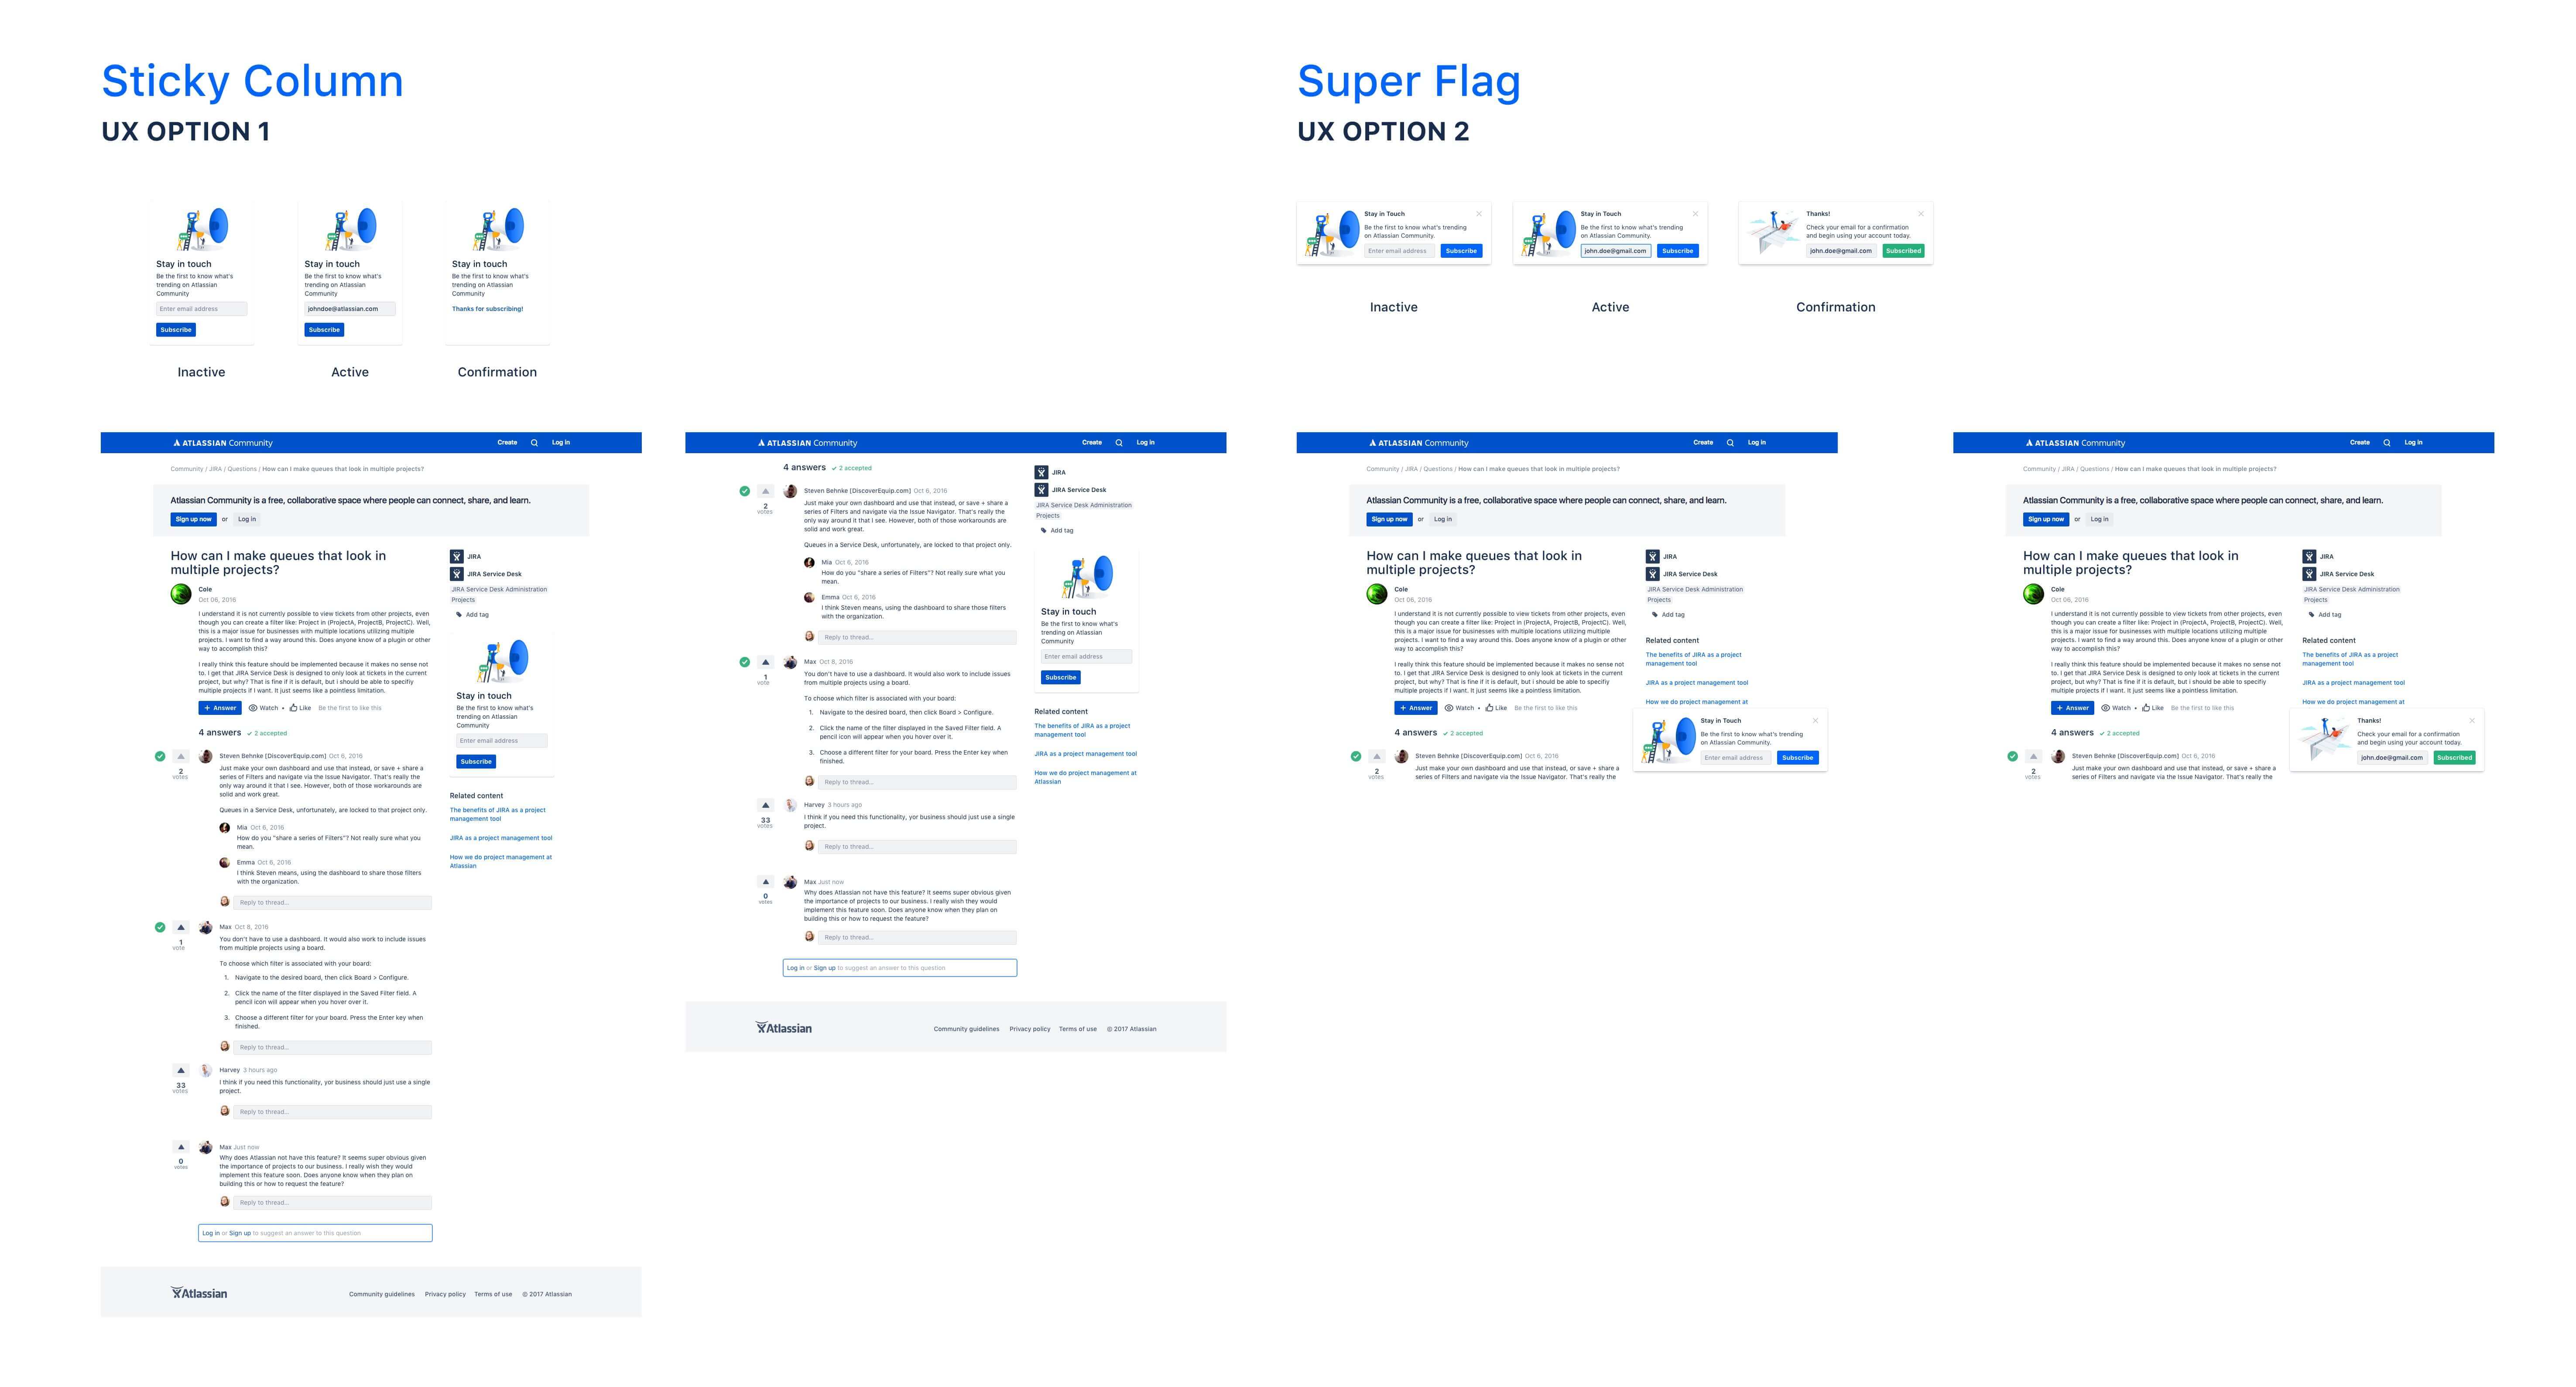 Sticky Column
UX OPTION 1
Stay in touch
Be the first to know what's
trending on Atlassian
Community
Enter email address
Subscribe
Inactive
Stay in touch
Be the first to know what's
trending on Atlassian
Community
johndoe@atlassian.com
Subscribe
Active
Stay in touch
Be the first to know what's
trending on Atlassian
Community
Thanks for subscribing!
Confirmation
ATLASSIAN Community
Create
Log in
Community / JIRA / Questions / How can I make queues that look in multiple projects?
Atlassian Community is a free, collaborative space where people can connect, share, and learn.
Sign up now or Log in
How can I make queues that look in
multiple projects?
Cole
Oct 06, 2016
I understand it is not currently possible to view tickets from other projects, even
though you can create a filter like: Project in (ProjectA, ProjectB, ProjectC). Well,
this is a major issue for businesses with multiple locations utilizing multiple
projects. I want to find a way around this. Does anyone know of a plugin or other
way to accomplish this?
I really think this feature should be implemented because it makes no sense not
to. I get that JIRA Service Desk is designed to only look at tickets in the current
project, but why? That is fine if it is default, but i should be able to specifiy
multiple projects if I want. It just seems like a pointless limitation.
+ Answer Watch • Like Be the first to like this
4 answers 2 accepted
2
votes
Steven Behnke [DiscoverEquip.com] Oct 6, 2016
Just make your own dashboard and use that instead, or save + share a
series of Filters and navigate via the Issue Navigator. That's really the
only way around it that I see. However, both of those workarounds are
solid and work great.
Queues in a Service Desk, unfortunately, are locked to that project only.
Mia Oct 6, 2016
How do you "share a series of Filters"? Not really sure what you
mean.
Emma Oct 6, 2016
I think Steven means, using the dashboard to share those filters
with the organization.
Reply to thread...
1
vote
Max Oct 8, 2016
You don't have to use a dashboard. It would also work to include issues
from multiple projects using a board.
To choose which filter is associated with your board:
1. Navigate to the desired board, then click Board > Configure.
2. Click the name of the filter displayed in the Saved Filter field. A
pencil icon will appear when you hover over it.
3. Choose a different filter for your board. Press the Enter key when
finished.
Reply to thread...
33
votes
Harvey 3 hours ago
I think if you need this functionality, yor business should just use a single
project.
Reply to thread...
0
votes
Max Just now
Why does Atlassian not have this feature? It seems super obvious given
the importance of projects to our business. I really wish they would
implement this feature soon. Does anyone know when they plan on
building this or how to request the feature?
Reply to thread...
Log in or Sign up to suggest an answer to this question
JIRA
JIRA Service Desk
JIRA Service Desk Administration
Projects
Add tag
Stay in touch
Be the first to know what's
trending on Atlassian
Community
Enter email address
Subscribe
Related content
The benefits of JIRA as a project
management tool
JIRA as a project management tool
How we do project management at
Atlassian
Atlassian
Community guidelines Privacy policy Terms of use © 2017 Atlassian
ATLASSIAN Community
Create
Log in
4 answers 2 accepted
2
votes
Steven Behnke [DiscoverEquip.com] Oct 6, 2016
Just make your own dashboard and use that instead, or save + share a
series of Filters and navigate via the Issue Navigator. That's really the
only way around it that I see. However, both of those workarounds are
solid and work great.
Queues in a Service Desk, unfortunately, are locked to that project only.
Mia Oct 6, 2016
How do you "share a series of Filters"? Not really sure what you
mean.
Emma Oct 6, 2016
I think Steven means, using the dashboard to share those filters
with the organization.
Reply to thread...
1
vote
Max Oct 8, 2016
You don't have to use a dashboard. It would also work to include issues
from multiple projects using a board.
To choose which filter is associated with your board:
1. Navigate to the desired board, then click Board > Configure.
2. Click the name of the filter displayed in the Saved Filter field. A
pencil icon will appear when you hover over it.
3. Choose a different filter for your board. Press the Enter key when
finished.
Reply to thread...
33
votes
Harvey 3 hours ago
I think if you need this functionality, yor business should just use a single
project.
Reply to thread...
0
votes
Max Just now
Why does Atlassian not have this feature? It seems super obvious given
the importance of projects to our business. I really wish they would
implement this feature soon. Does anyone know when they plan on
building this or how to request the feature?
Reply to thread...
Log in or Sign up to suggest an answer to this question
JIRA
JIRA Service Desk
JIRA Service Desk Administration
Projects
Add tag
Stay in touch
Be the first to know what's
trending on Atlassian
Community
Enter email address
Subscribe
Related content
The benefits of JIRA as a project
management tool
JIRA as a project management tool
How we do project management at
Atlassian
Atlassian
Community guidelines Privacy policy Terms of use © 2017 Atlassian
Super Flag
UX OPTION 2
Stay in Touch
Be the first to know what's trending
on Atlassian Community.
Enter email address Subscribe
Inactive
Stay in Touch
Be the first to know what's trending
on Atlassian Community.
john.doe@gmail.com Subscribe
Active
Thanks!
Check your email for a confirmation
and begin using your account today.
john.doe@gmail.com Subscribed
Confirmation
ATLASSIAN Community
Create
Log in
Community / JIRA / Questions / How can I make queues that look in multiple projects?
Atlassian Community is a free, collaborative space where people can connect, share, and learn.
Sign up now or Log in
How can I make queues that look in
multiple projects?
Cole
Oct 06, 2016
I understand it is not currently possible to view tickets from other projects, even
though you can create a filter like: Project in (ProjectA, ProjectB, ProjectC). Well,
this is a major issue for businesses with multiple locations utilizing multiple
projects. I want to find a way around this. Does anyone know of a plugin or other
way to accomplish this?
I really think this feature should be implemented because it makes no sense not
to. I get that JIRA Service Desk is designed to only look at tickets in the current
project, but why? That is fine if it is default, but i should be able to specifiy
multiple projects if I want. It just seems like a pointless limitation.
+ Answer Watch • Like Be the first to like this
4 answers 2 accepted
2
votes
Steven Behnke [DiscoverEquip.com] Oct 6, 2016
Just make your own dashboard and use that instead, or save + share a
series of Filters and navigate via the Issue Navigator. That's really the
JIRA
JIRA Service Desk
JIRA Service Desk Administration
Projects
Add tag
Related content
The benefits of JIRA as a project
management tool
JIRA as a project management tool
How we do project management at
Stay in Touch
Be the first to know what's trending
on Atlassian Community.
Enter email address Subscribe
ATLASSIAN Community
Create
Log in
Community / JIRA / Questions / How can I make queues that look in multiple projects?
Atlassian Community is a free, collaborative space where people can connect, share, and learn.
Sign up now or Log in
How can I make queues that look in
multiple projects?
Cole
Oct 06, 2016
I understand it is not currently possible to view tickets from other projects, even
though you can create a filter like: Project in (ProjectA, ProjectB, ProjectC). Well,
this is a major issue for businesses with multiple locations utilizing multiple
projects. I want to find a way around this. Does anyone know of a plugin or other
way to accomplish this?
I really think this feature should be implemented because it makes no sense not
to. I get that JIRA Service Desk is designed to only look at tickets in the current
project, but why? That is fine if it is default, but i should be able to specifiy
multiple projects if I want. It just seems like a pointless limitation.
+ Answer Watch • Like Be the first to like this
4 answers 2 accepted
2
votes
Steven Behnke [DiscoverEquip.com] Oct 6, 2016
Just make your own dashboard and use that instead, or save + share a
series of Filters and navigate via the Issue Navigator. That's really the
JIRA
JIRA Service Desk
JIRA Service Desk Administration
Projects
Add tag
Related content
The benefits of JIRA as a project
management tool
JIRA as a project management tool
How we do project management at
Thanks!
Check your email for a confirmation
and begin using your account today.
john.doe@gmail.com Subscribed